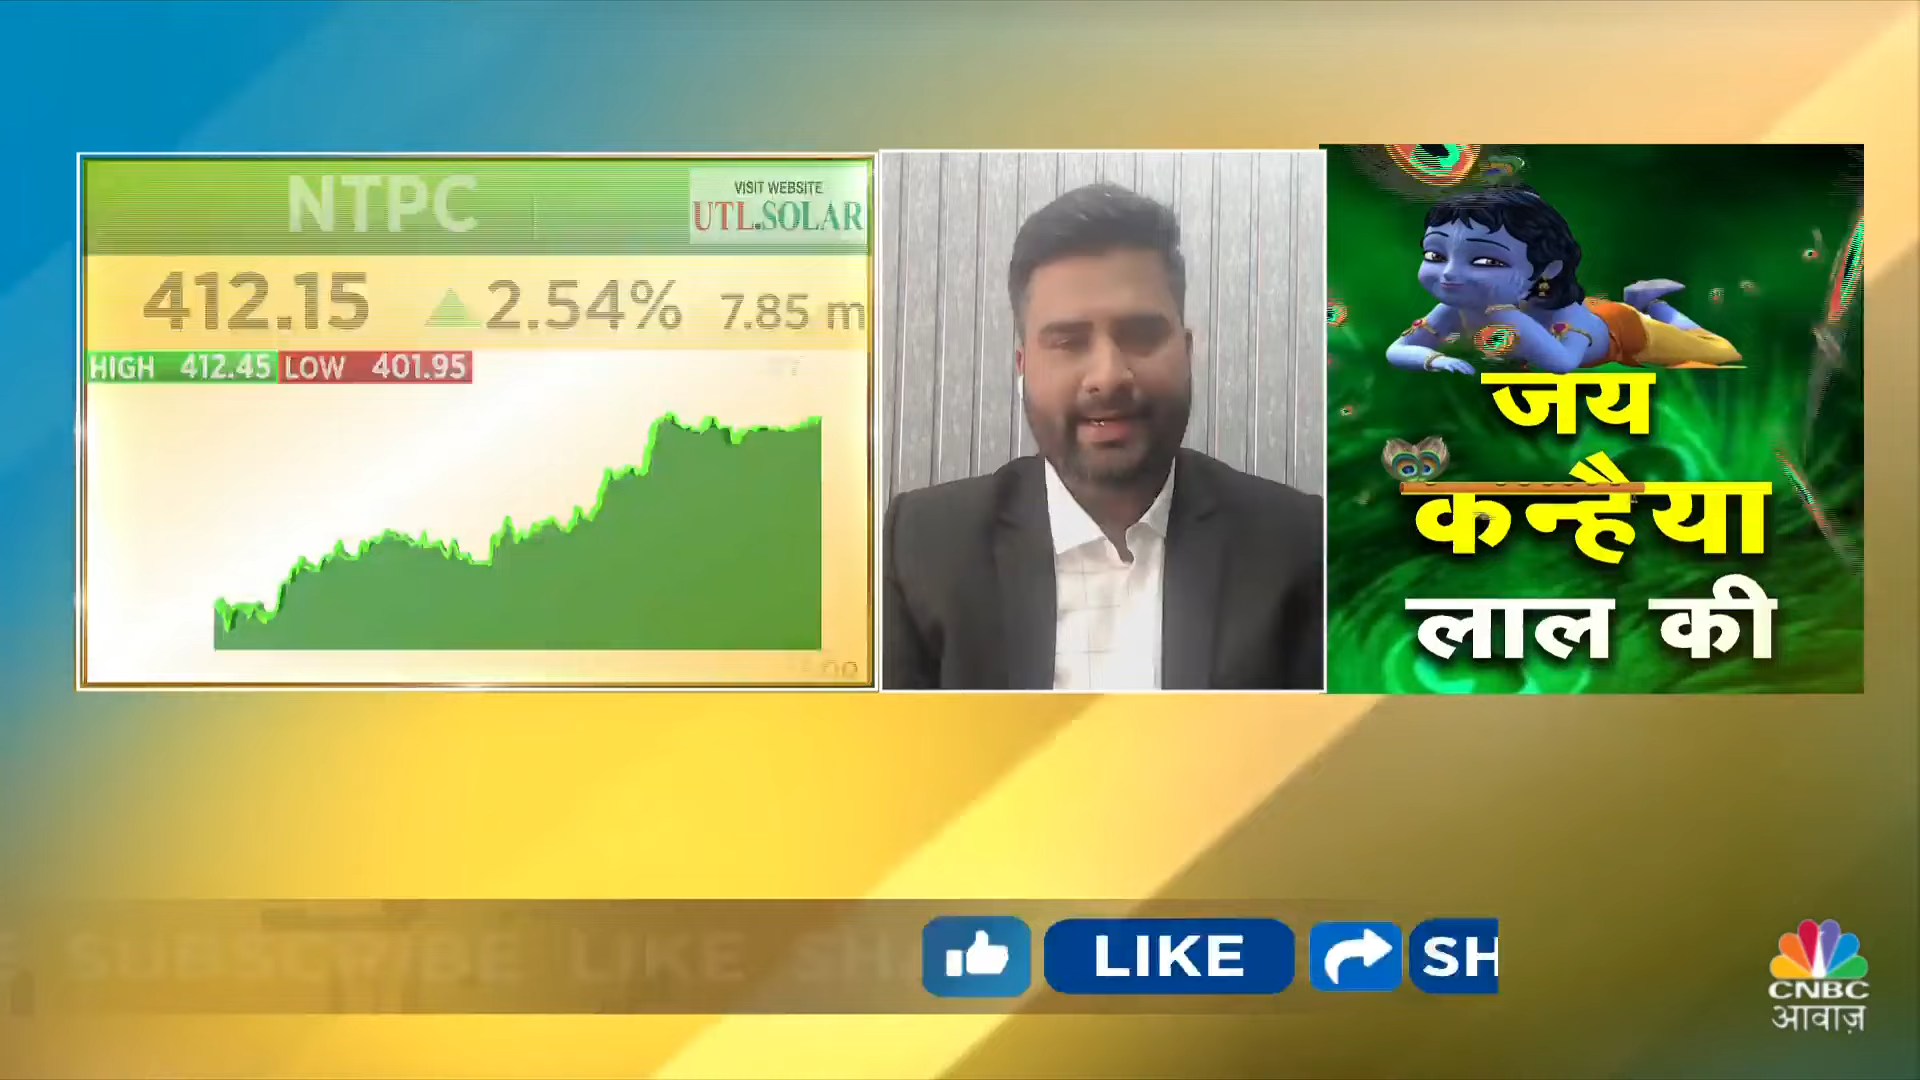 NTPC
VISIT WEBSITE
UTL.SOLAR
412.15 ▲2.54% 7.85 m
HIGH 412.45 LOW 401.95
जय
कन्हैया
लाल की
SUBSCRIBE LIKE SHA
LIKE SH
CNBC
आवाज़